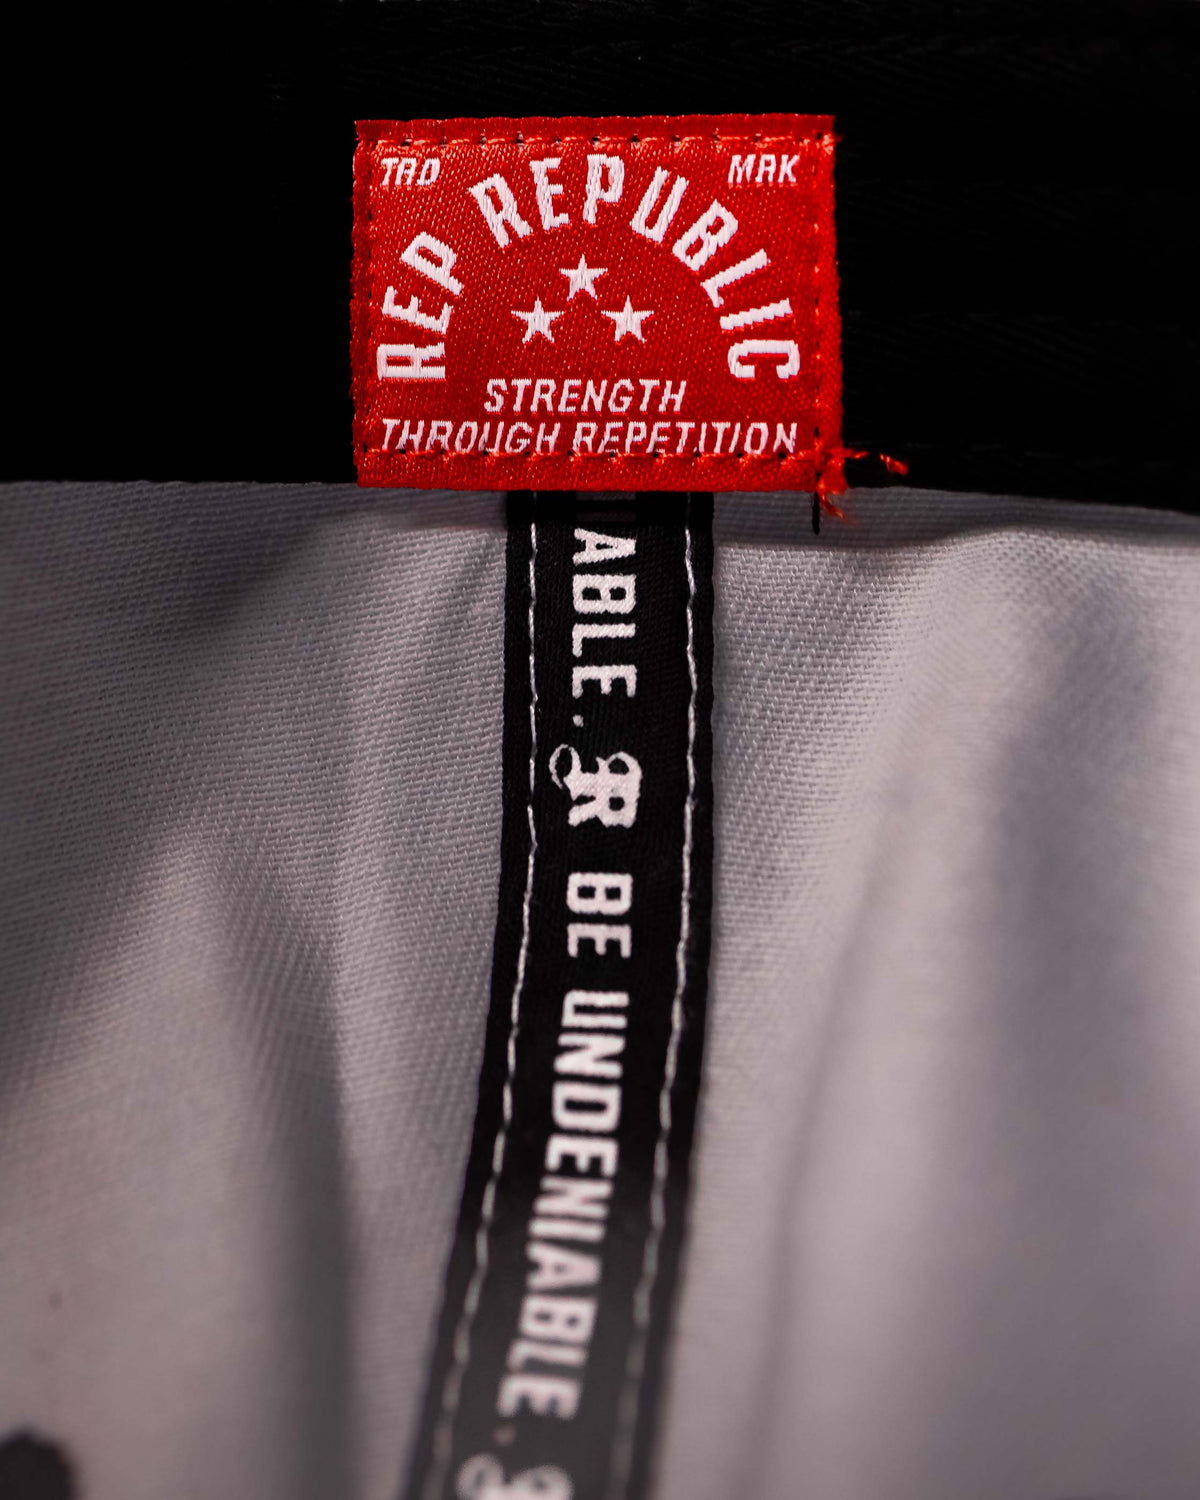 TRD MRK
REP REPUBLIC
STRENGTH
THROUGH REPETITION
ABLE. R BE UNDENIABLE. R